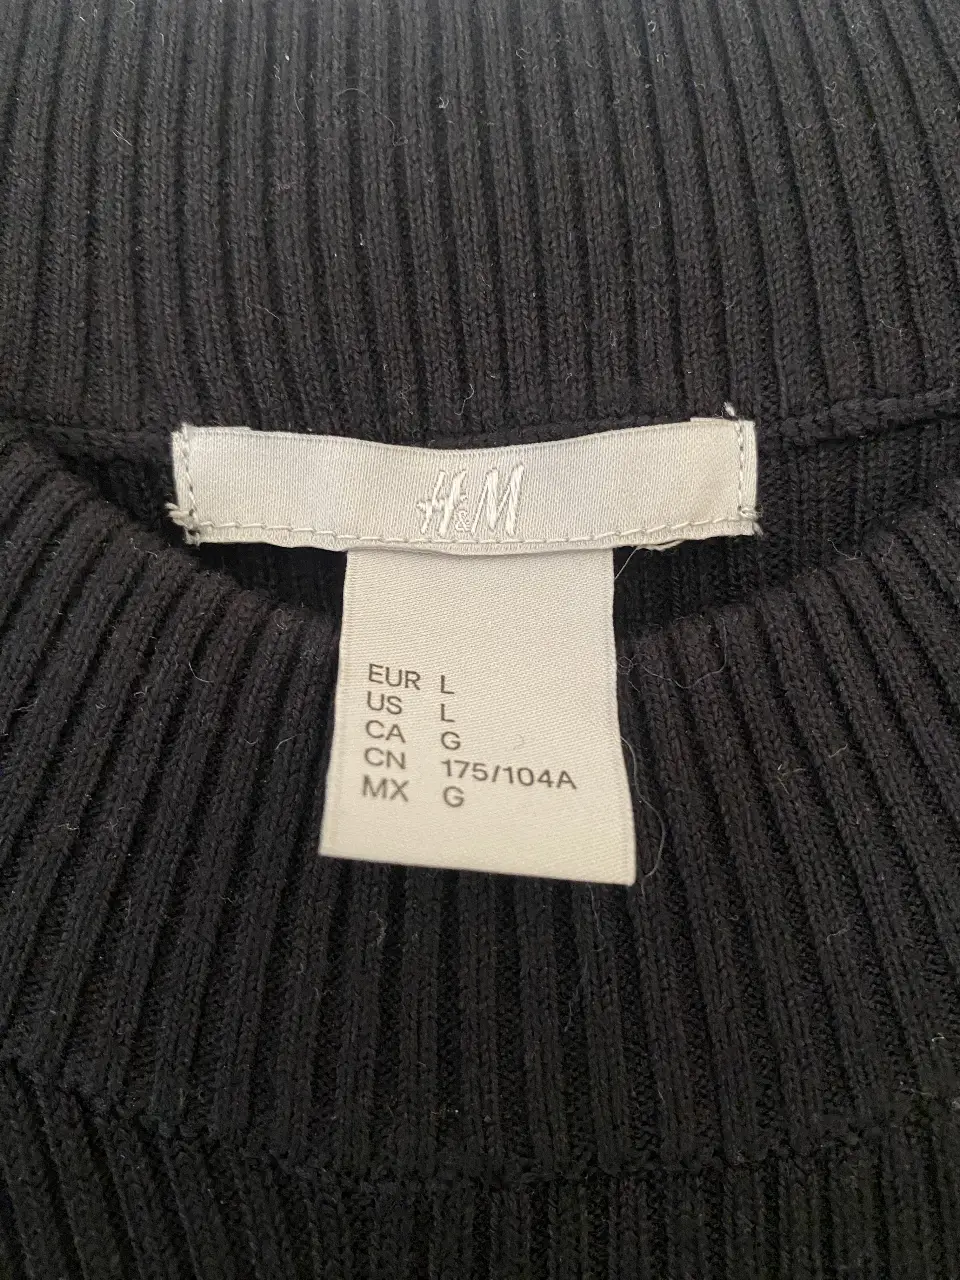 H&M
EUR L
US L
CA G
CN 175/104A
MX G